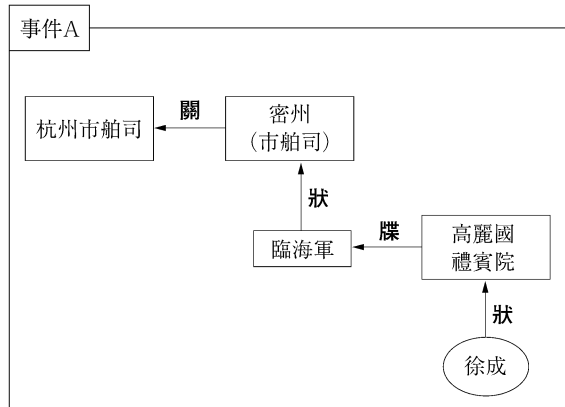 事件A
杭州市舶司
關
密州
(市舶司)
狀
臨海軍
牒
高麗國
禮賓院
狀
徐成